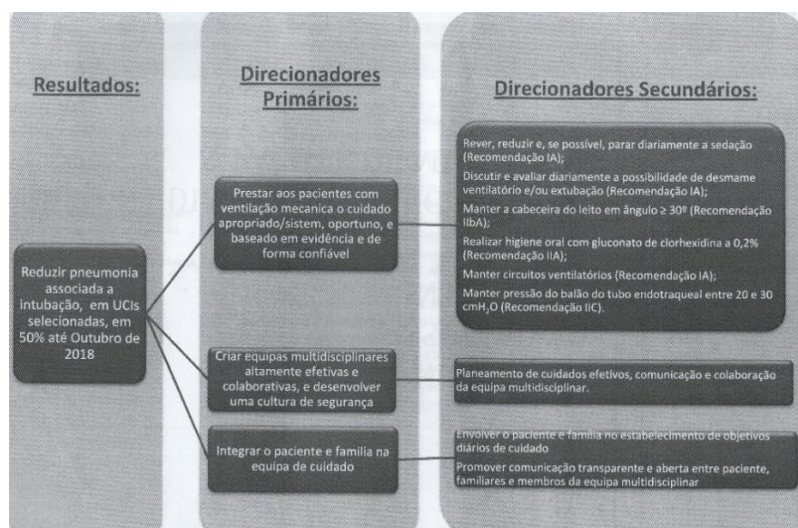 Resultados:
Direcionadores
Primários:
Direcionadores Secundários:
Reduzir pneumonia
associada a
intubação, em UCIs
selecionadas, em
50% até Outubro de
2018
Prestar aos pacientes com
ventilação mecanica o cuidado
apropriado/sistem, oportuno, e
baseado em evidência e de
forma confiável
Rever, reduzir e, se possível, parar diariamente a sedação
(Recomendação IA);
Discutir e avaliar diariamente a possibilidade de desmame
ventilatório e/ou extubação (Recomendação IA);
Manter a cabeceira do leito em ângulo ≥ 30º (Recomendação
IIbA);
Realizar higiene oral com gluconato de clorhexidina a 0,2%
(Recomendação IIA);
Manter circuitos ventilatórios (Recomendação IA);
Manter pressão do balão do tubo endotraqueal entre 20 e 30
cmH₂O (Recomendação IIC).
Criar equipas multidisciplinares
altamente efetivas e
colaborativas, e desenvolver
uma cultura de segurança
Planeamento de cuidados efetivos, comunicação e colaboração
da equipa multidisciplinar.
Integrar o paciente e familia na
equipa de cuidado
Envolver o paciente e família no estabelecimento de objetivos
diários de cuidado
Promover comunicação transparente e aberta entre paciente,
familiares e membros da equipa multidisciplinar